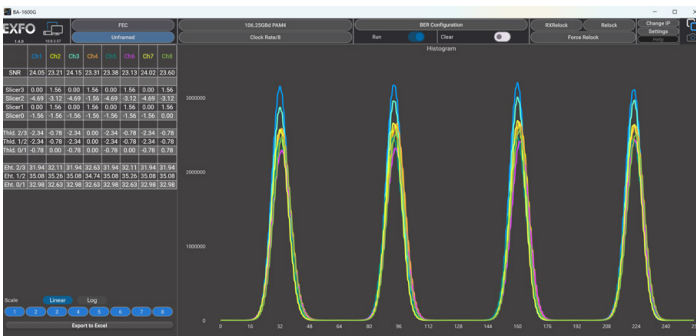 BA-1600G
EXFO
1.4.0
10.8.2.37
FEC
Unframed
106.25GBd PAM4
Clock Rate/8
BER Configuration
Run Clear
RXRelock Relock
Force Relock
Change IP
Settings
Help
Histogram
Ch1 Ch2 Ch3 Ch4 Ch5 Ch6 Ch7 Ch8
SNR 24.05 23.21 24.15 23.31 23.38 23.13 24.02 23.60
Slicer3 0.00 1.56 0.00 1.56 0.00 1.56 0.00 1.56
Slicer2 -4.69 -3.12 -4.69 -1.56 -4.69 -3.12 -4.69 -3.12
Slicer1 0.00 1.56 0.00 1.56 0.00 1.56 0.00 1.56
Slicer0 -1.56 -1.56 -1.56 -1.56 -1.56 -1.56 -1.56 0.00
Thld. 2/3 -2.34 -0.78 -2.34 0.00 -2.34 -0.78 -2.34 -0.78
Thld. 1/2 -2.34 -0.78 -2.34 0.00 -2.34 -0.78 -2.34 -0.78
Thld. 0/1 -0.78 0.00 -0.78 0.00 -0.78 0.00 -0.78 0.78
Eht. 2/3 31.94 32.11 31.94 32.63 31.94 32.11 31.94 31.94
Eht. 1/2 35.08 35.26 35.08 34.74 35.08 35.26 35.08 35.08
Eht. 0/1 32.98 32.63 32.98 32.63 32.98 32.63 32.98 32.98
3000000
2000000
1000000
0
0 16 32 48 64 80 96 112 128 144 160 176 192 208 224 240
Scale Linear Log
1 2 3 4 5 6 7 8
Export to Excel